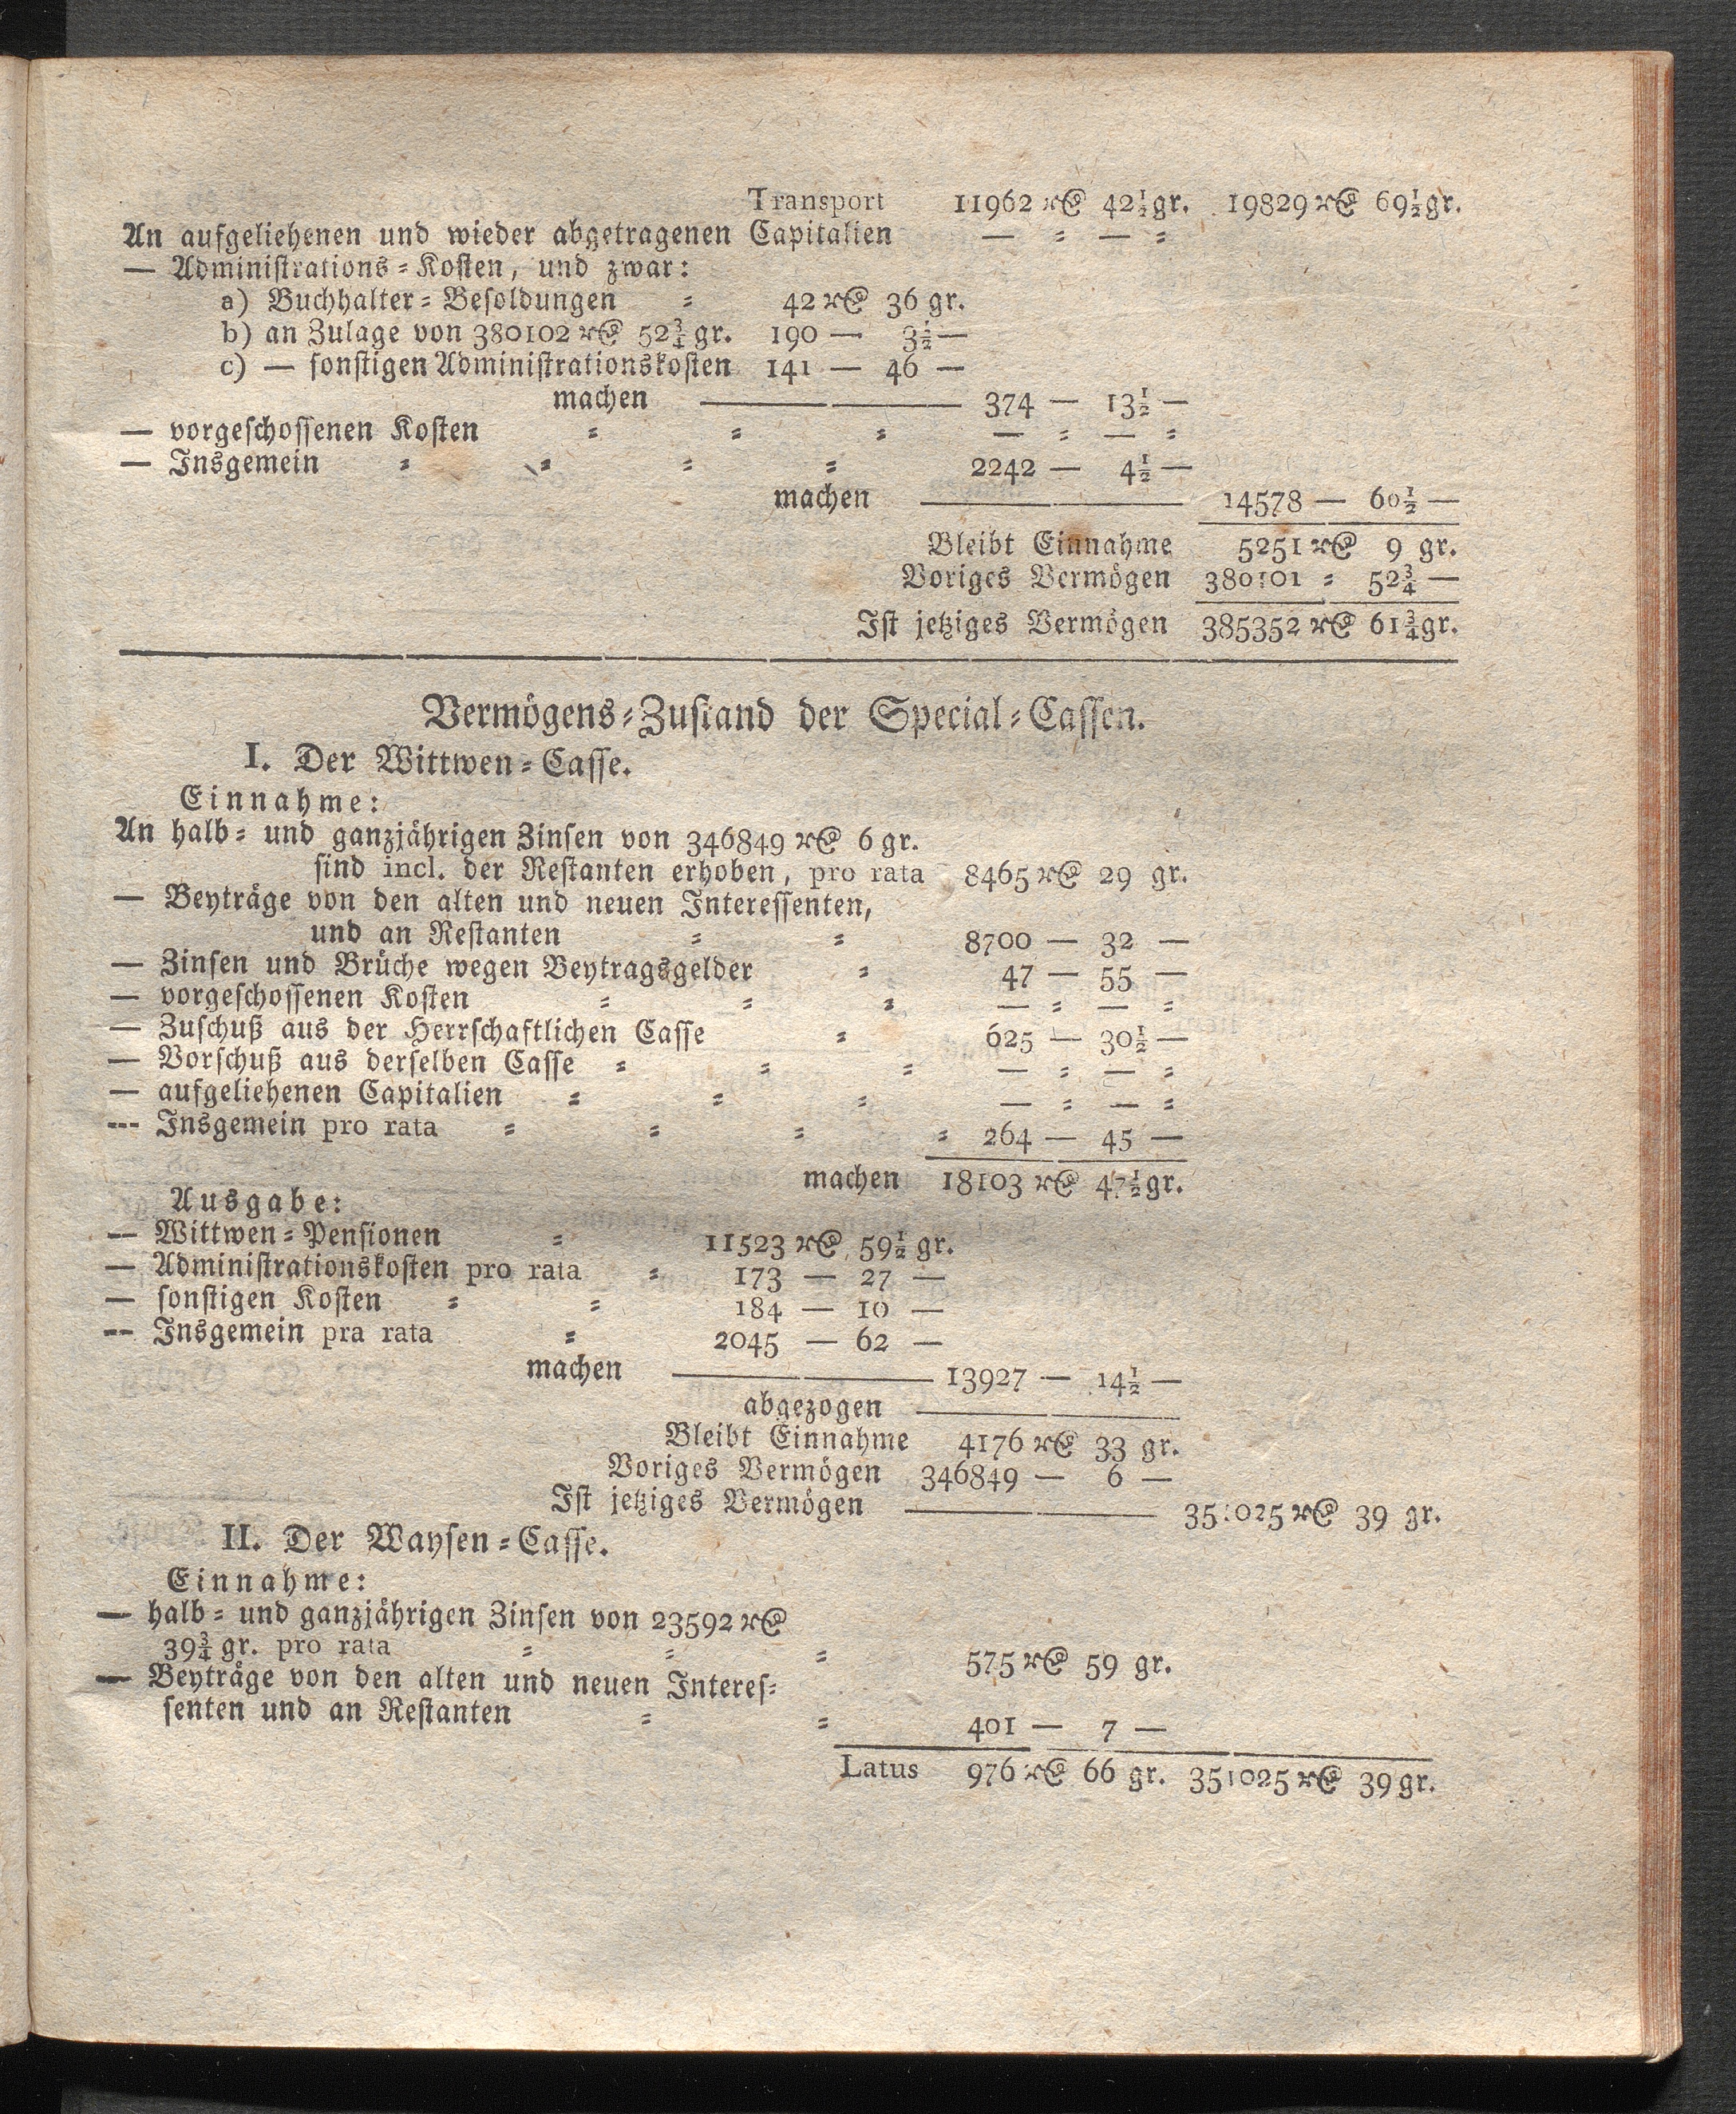 Transport 11962 r₰ 42½gr. 19829 r₰ 69½gr.
An aufgeliehenen und wieder abgetragenen Capitalien — = — =
— Administrations=Kosten, und zwar:
a) Buchhalter=Besoldungen = 42 r₰ 36 gr.
b) an Zulage von 380102 r₰ 52¾ gr. 190 — 3½ —
c) — sonstigen Administrationskosten 141 — 46 —
machen 374 — 13½ —
— vorgeschossenen Kosten = = = — = — =
— Insgemein = = = = 2242 — 4½ —
machen 14578 — 60½ —
Bleibt Einnahme 5251 r₰ 9 gr.
Voriges Vermögen 380101 = 52¾ —
Ist jetziges Vermögen 385352 r₰ 61¾gr.
Vermögens=Zustand der Special=Cassen.
I. Der Wittwen=Casse.
Einnahme:
An halb= und ganzjährigen Zinsen von 346849 r₰ 6 gr.
sind incl. der Restanten erhoben, pro rata 8465 r₰ 29 gr.
— Beyträge von den alten und neuen Interessenten,
und an Restanten = = 8700 — 32 —
— Zinsen und Brüche wegen Beytragsgelder = 47 — 55 —
— vorgeschossenen Kosten = = = — = — =
— Zuschuß aus der Herrschaftlichen Casse = 625 — 30½ —
— Vorschuß aus derselben Casse = = = — = — =
— aufgeliehenen Capitalien = = = — = — =
--- Insgemein pro rata = = = = 264 — 45 —
machen 18103 r₰ 47½gr.
Ausgabe:
— Wittwen=Pensionen = 11523 r₰ 59½ gr.
— Administrationskosten pro rata = 173 — 27 —
— sonstigen Kosten = = 184 — 10 —
-- Insgemein pra rata = 2045 — 62 —
machen 13927 — 14½ —
abgezogen
Bleibt Einnahme 4176 r₰ 33 gr.
Voriges Vermögen 346849 — 6 —
Ist jetziges Vermögen 351025 r₰ 39 gr.
II. Der Waysen=Casse.
Einnahme:
— halb= und ganzjährigen Zinsen von 23592 r₰
39¾ gr. pro rata = = = 575 r₰ 59 gr.
— Beyträge von den alten und neuen Interes=
senten und an Restanten = = 401 — 7 —
Latus 976 r₰ 66 gr. 351025 r₰ 39 gr.